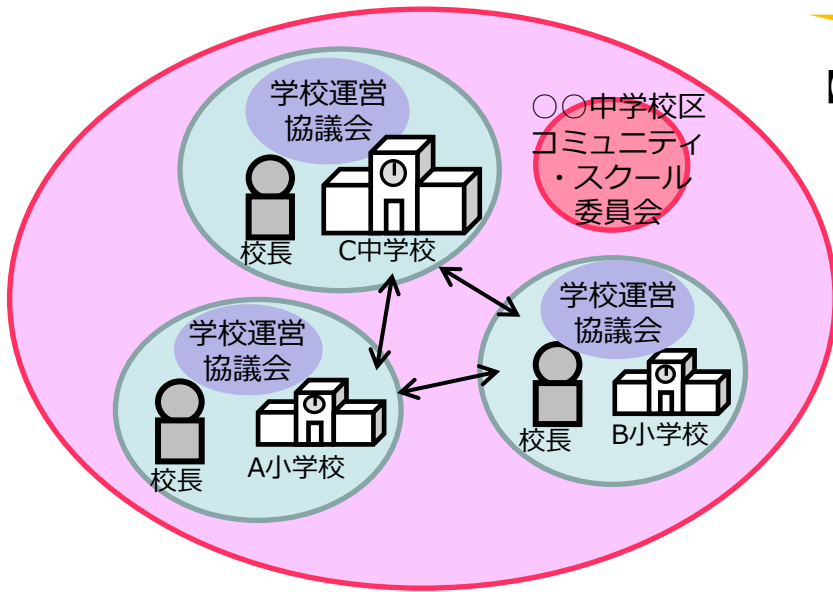 学校運営
協議会
校長
C中学校
○○中学校区
コミュニティ
・スクール
委員会
学校運営
協議会
校長
A小学校
学校運営
協議会
校長
B小学校
【